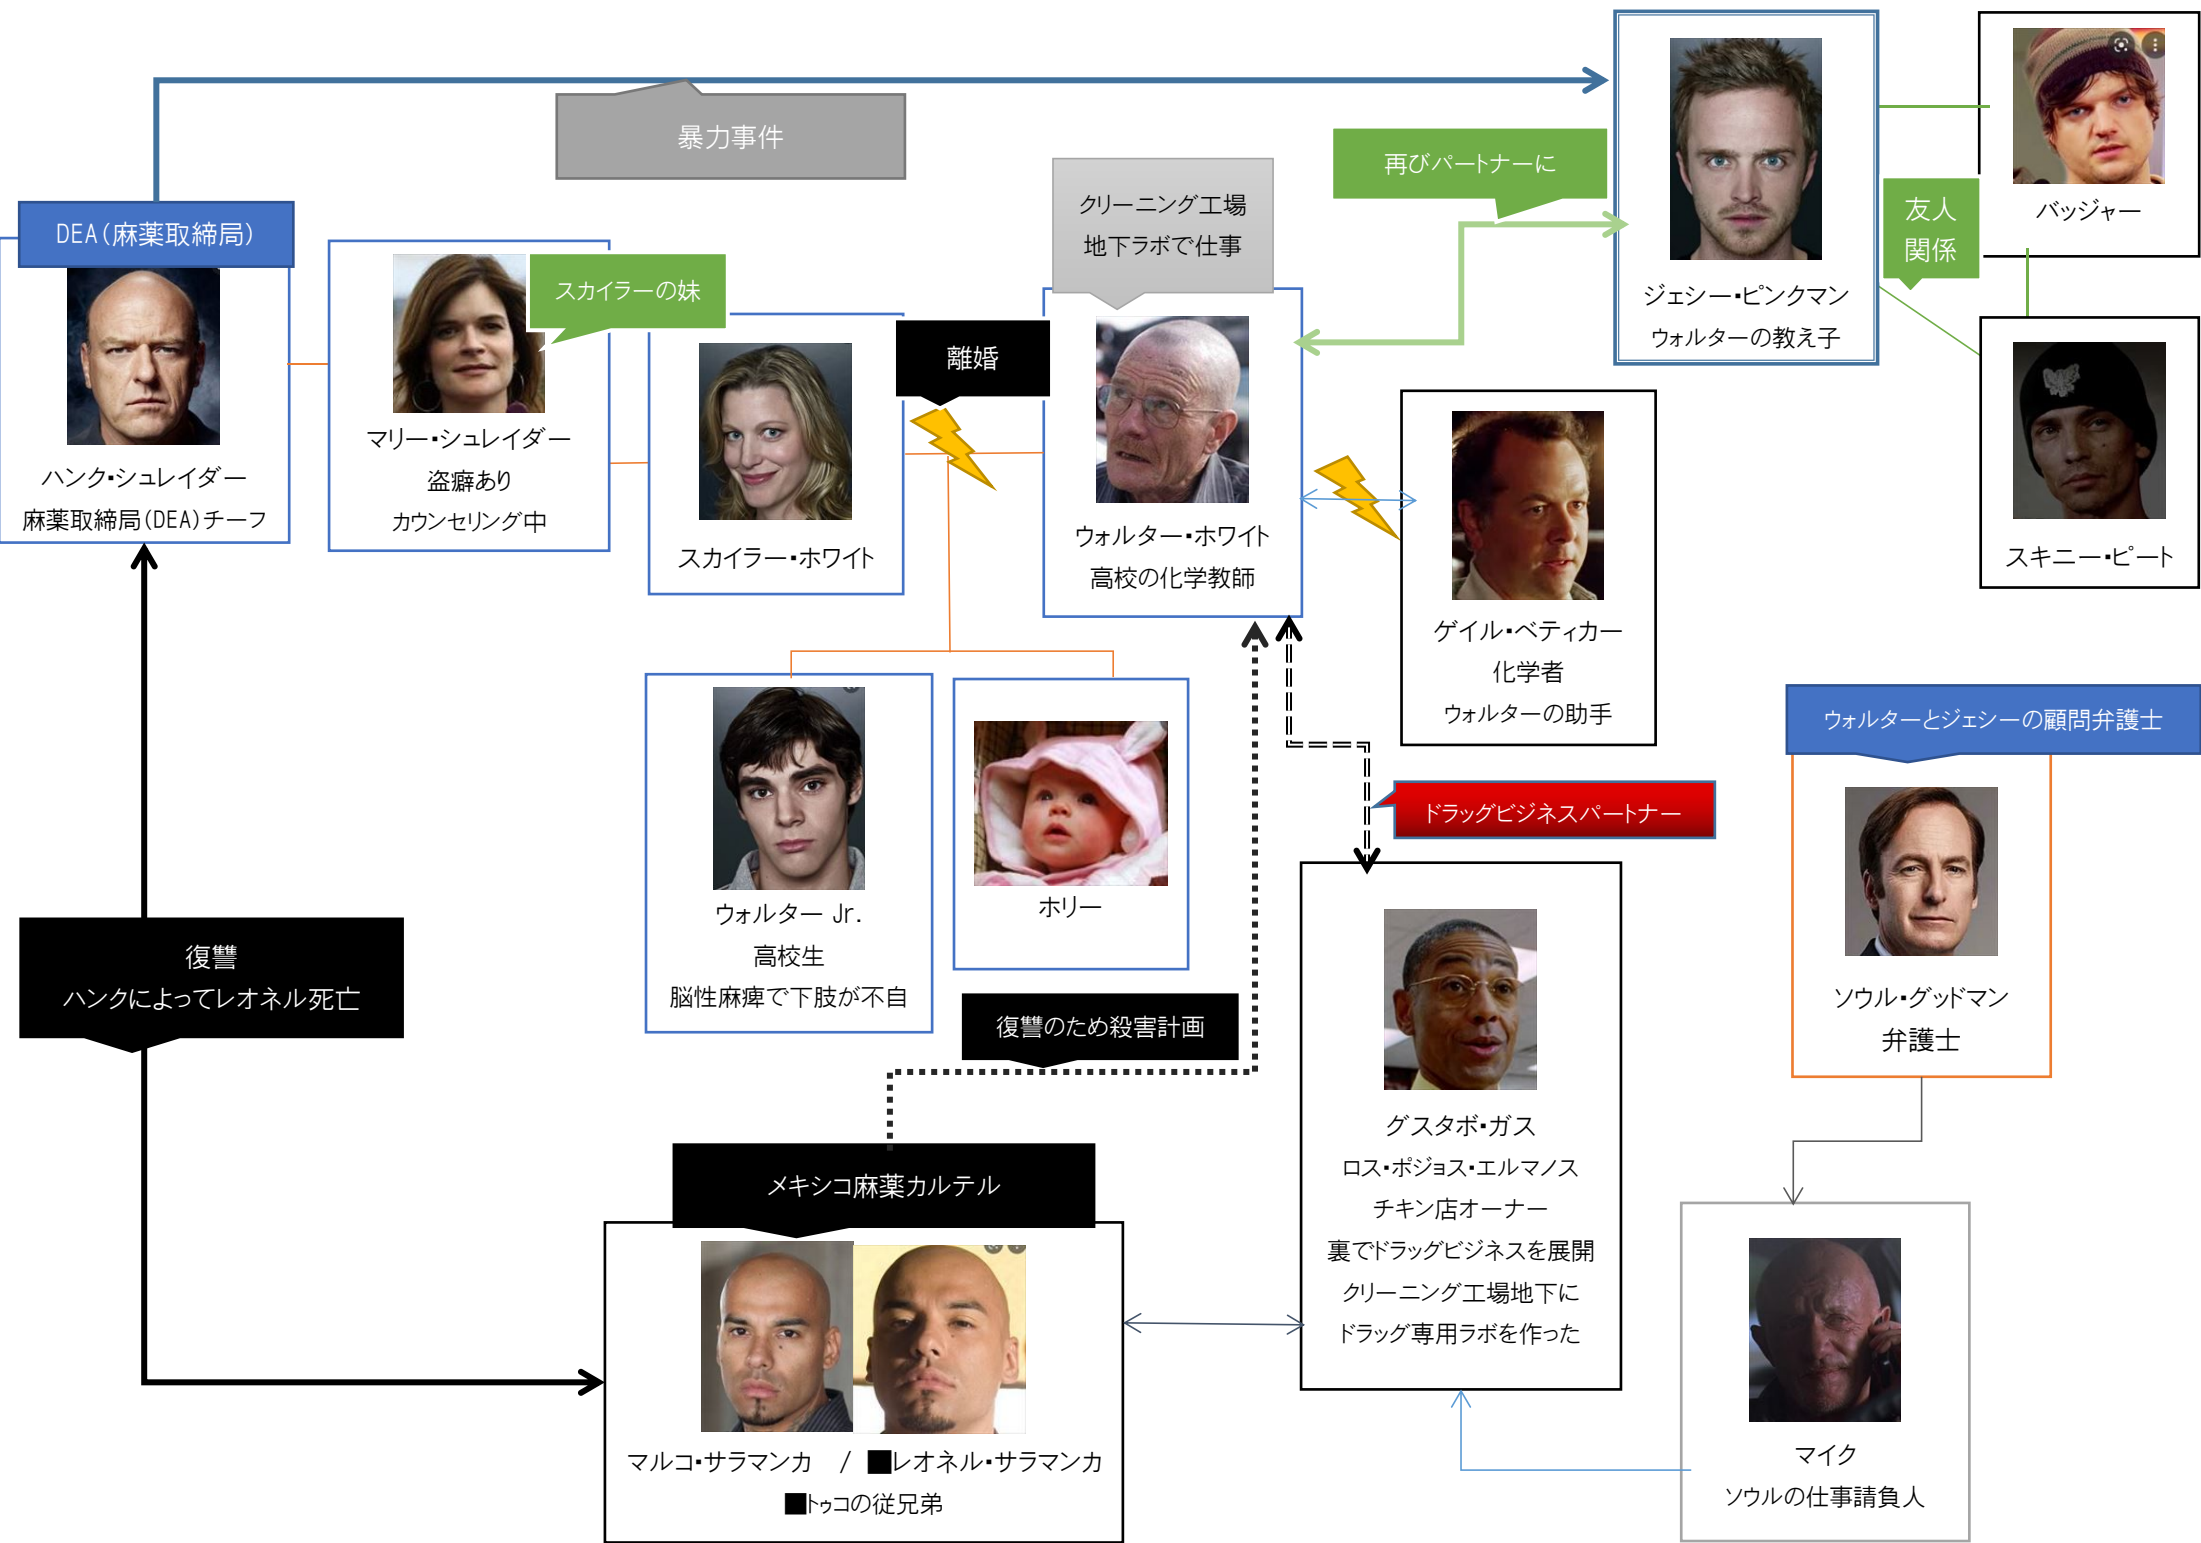 暴力事件
再びパートナーに
クリーニング工場
地下ラボで仕事
友人
関係
バッジャー
DEA(麻薬取締局)
スカイラーの妹
離婚
ジェシー・ピンクマン
ウォルターの教え子
マリー・シュレイダー
盗癖あり
カウンセリング中
ハンク・シュレイダー
麻薬取締局(DEA)チーフ
スカイラー・ホワイト
ウォルター・ホワイト
高校の化学教師
スキニー・ピート
ゲイル・ベティカー
化学者
ウォルターの助手
ウォルターとジェシーの顧問弁護士
ドラッグビジネスパートナー
ウォルター Jr.
高校生
脳性麻痺で下肢が不自
ホリー
復讐
ハンクによってレオネル死亡
復讐のため殺害計画
ソウル・グッドマン
弁護士
グスタボ・ガス
ロス・ポジョス・エルマノス
チキン店オーナー
裏でドラッグビジネスを展開
クリーニング工場地下に
ドラッグ専用ラボを作った
メキシコ麻薬カルテル
マルコ・サラマンカ / ■レオネル・サラマンカ
■トゥコの従兄弟
マイク
ソウルの仕事請負人